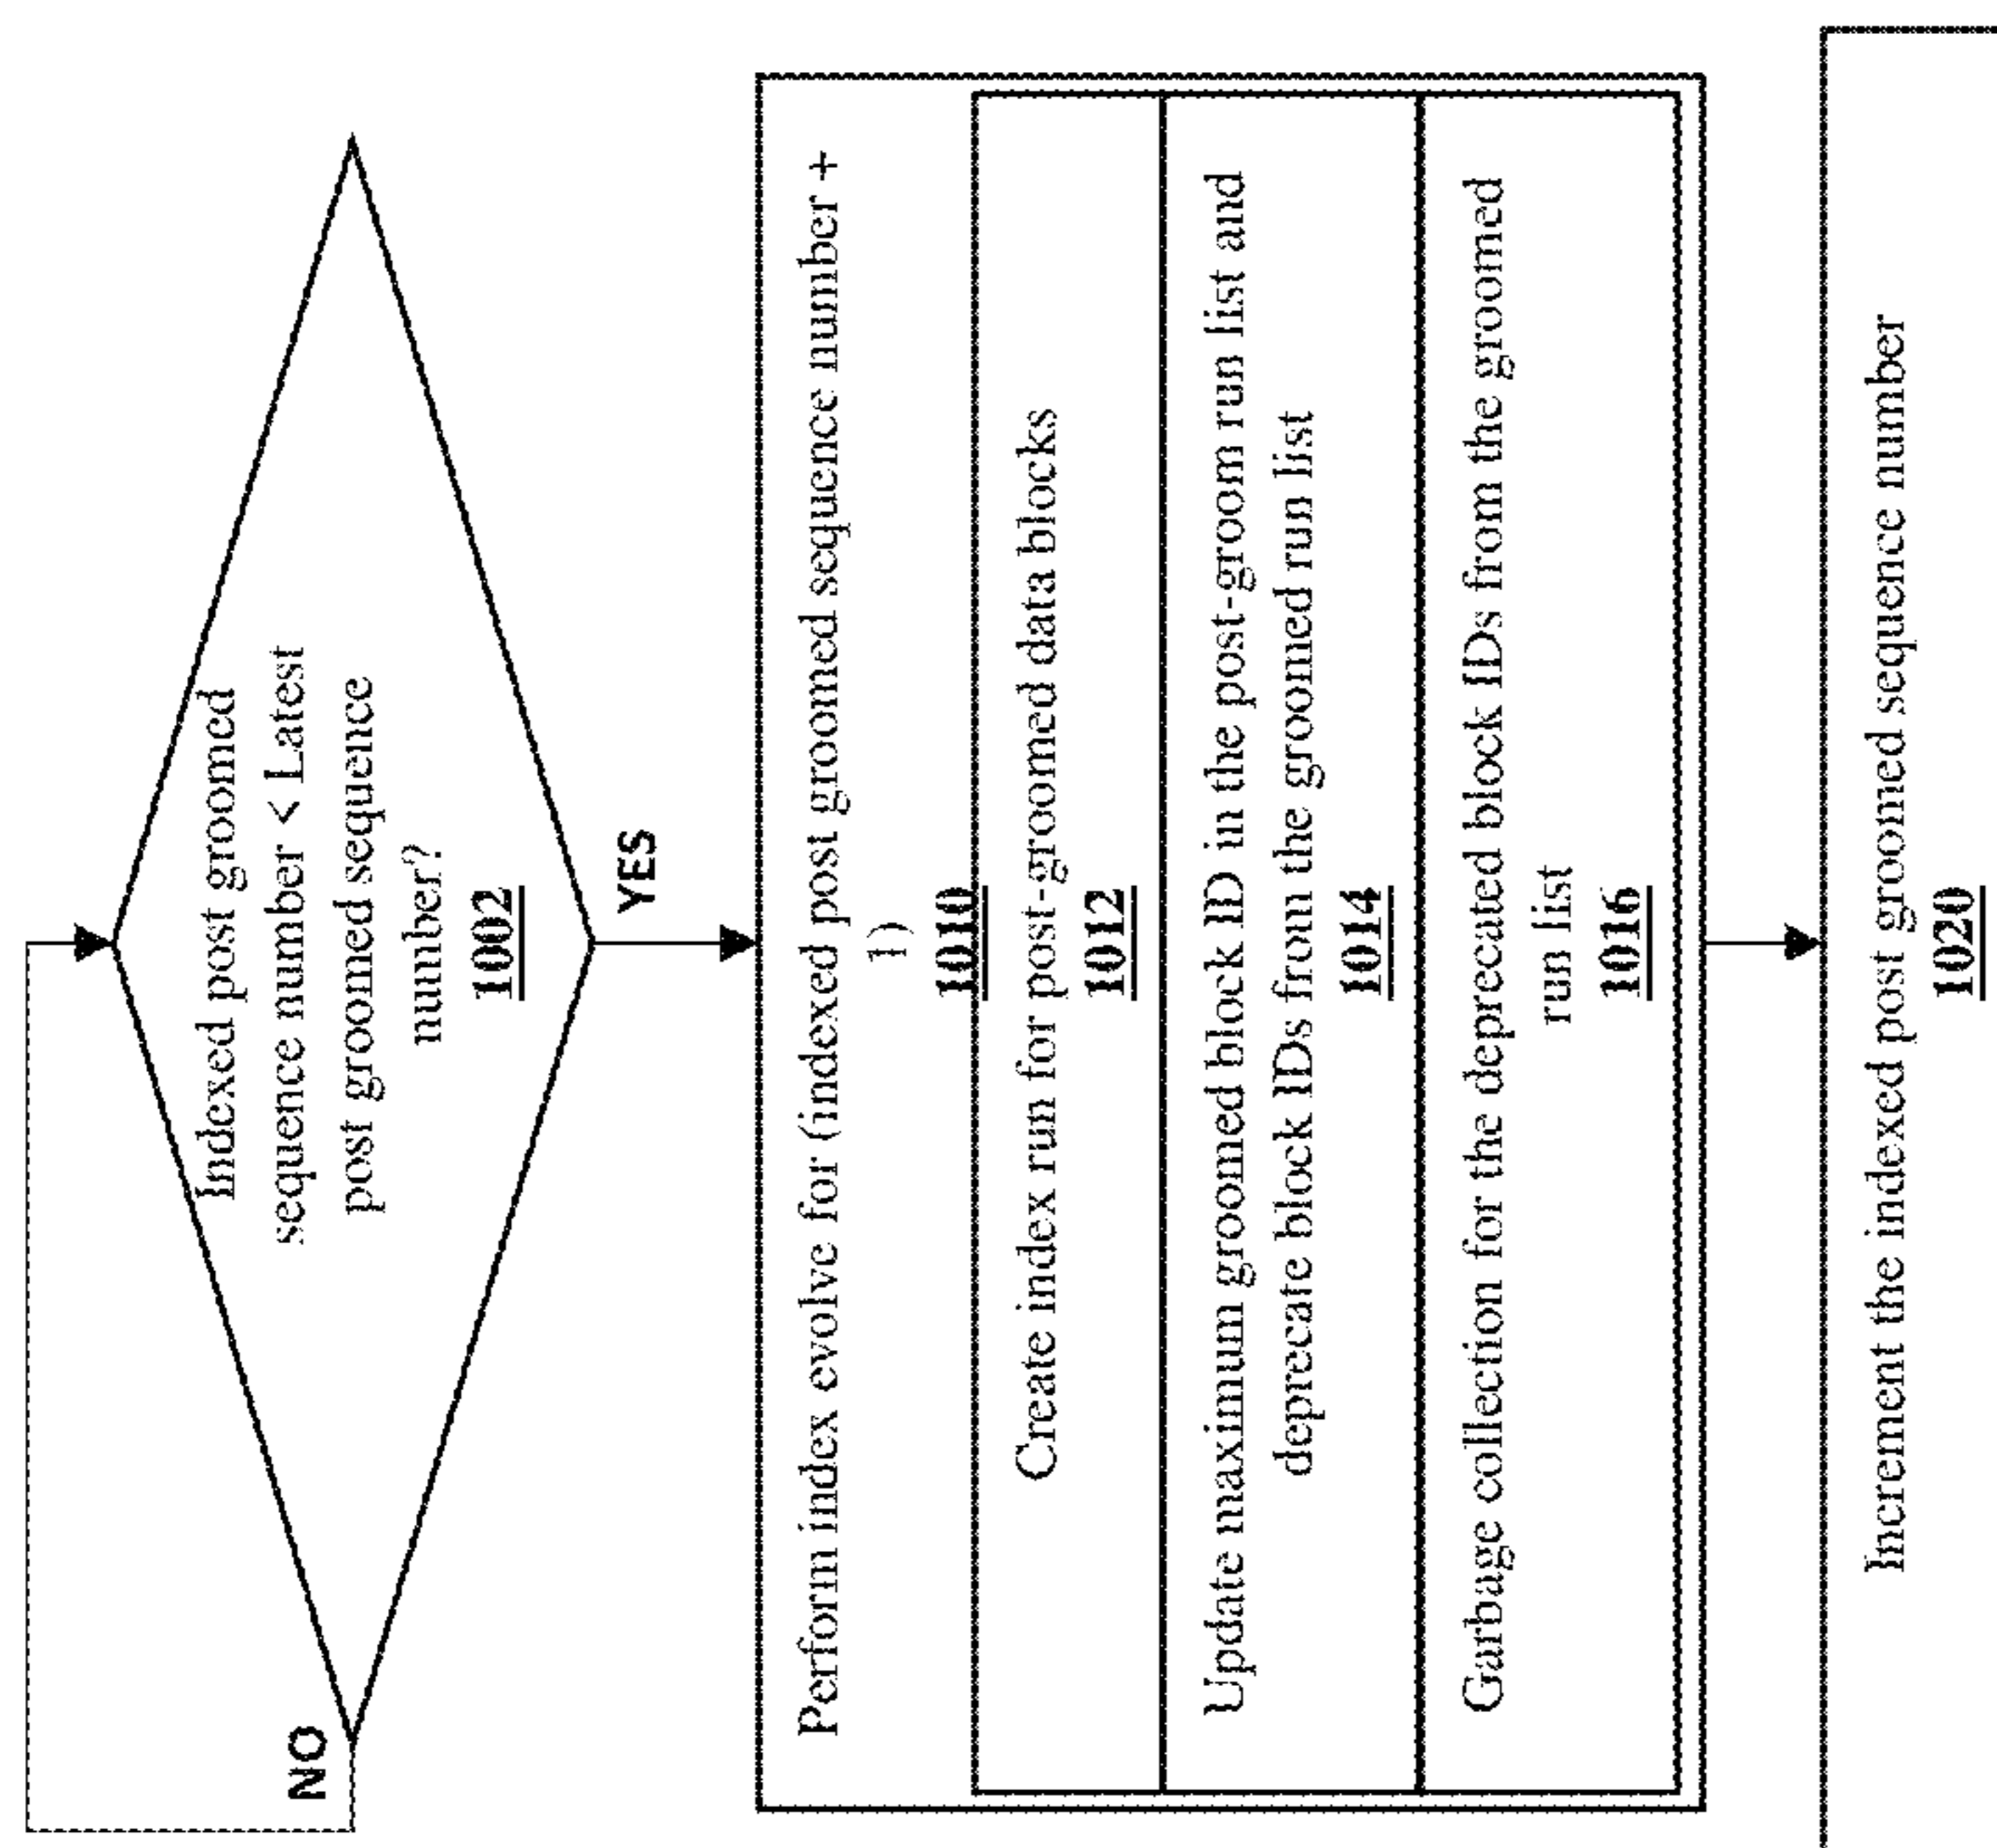 Indexed post groomed
sequence number < Latest
post groomed sequence
number?
1002
NO
YES
Perform index evolve for (indexed post groomed sequence number +
1)
1010
Create index run for post-groomed data blocks
1012
Update maximum groomed block ID in the post-groom run list and
deprecate block IDs from the groomed run list
1014
Garbage collection for the deprecated block IDs from the groomed
run list
1016
Increment the indexed post groomed sequence number
1020